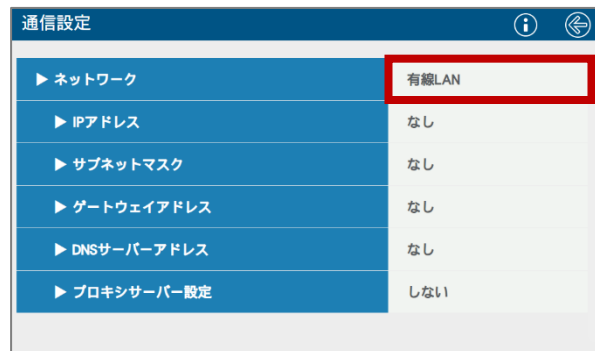 通信設定
▶ ネットワーク 有線LAN
▶ IPアドレス なし
▶ サブネットマスク なし
▶ ゲートウェイアドレス なし
▶ DNSサーバーアドレス なし
▶ プロキシサーバー設定 しない